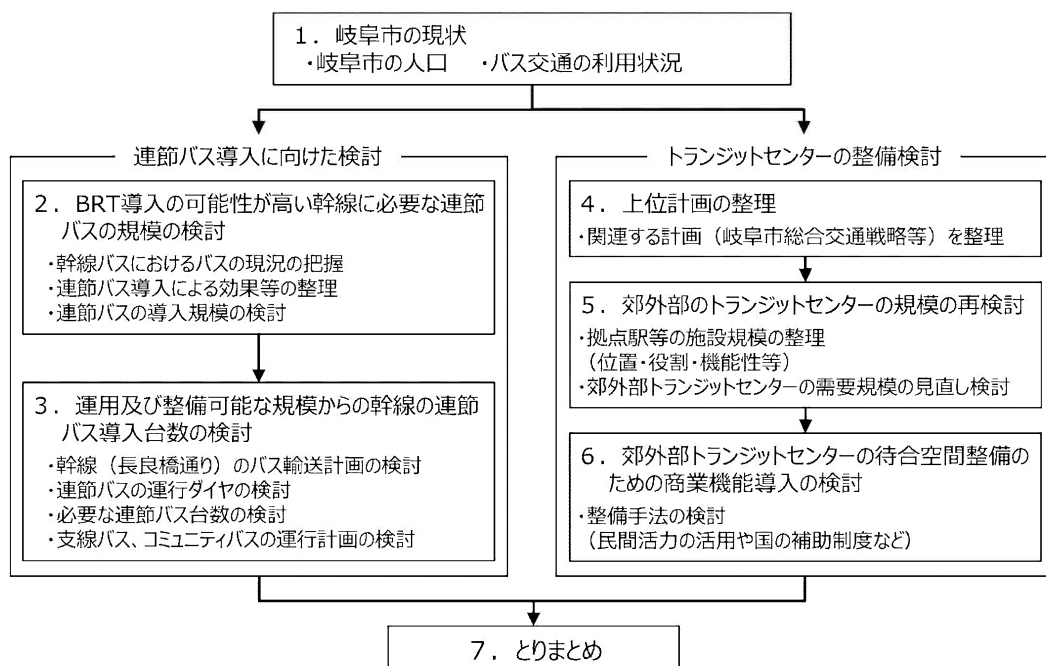 1．岐阜市の現状
・岐阜市の人口　・バス交通の利用状況
連節バス導入に向けた検討
2．BRT導入の可能性が高い幹線に必要な連節
バスの規模の検討
・幹線バスにおけるバスの現況の把握
・連節バス導入による効果等の整理
・連節バスの導入規模の検討
3．運用及び整備可能な規模からの幹線の連節
バス導入台数の検討
・幹線（長良橋通り）のバス輸送計画の検討
・連節バスの運行ダイヤの検討
・必要な連節バス台数の検討
・支線バス、コミュニティバスの運行計画の検討
トランジットセンターの整備検討
4．上位計画の整理
・関連する計画（岐阜市総合交通戦略等）を整理
5．郊外部のトランジットセンターの規模の再検討
・拠点駅等の施設規模の整理
（位置・役割・機能性等）
・郊外部トランジットセンターの需要規模の見直し検討
6．郊外部トランジットセンターの待合空間整備の
ための商業機能導入の検討
・整備手法の検討
（民間活力の活用や国の補助制度など）
7．とりまとめ